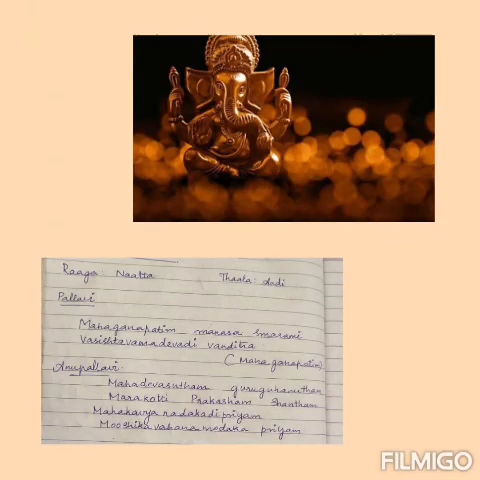 Raaga: Naatta Thaala: Aadi
Pallavi
Mahaganapatim manasa smarami
Vasishtavamadevadi vandita
(Mahaganapatim)
Anupallavi:
Mahadevasutham guruguhanutham
Marakoti Prakasham Shantham
Mahakavya natakadi priyam
Mooshika vahana modaka priyam
FILMIGO